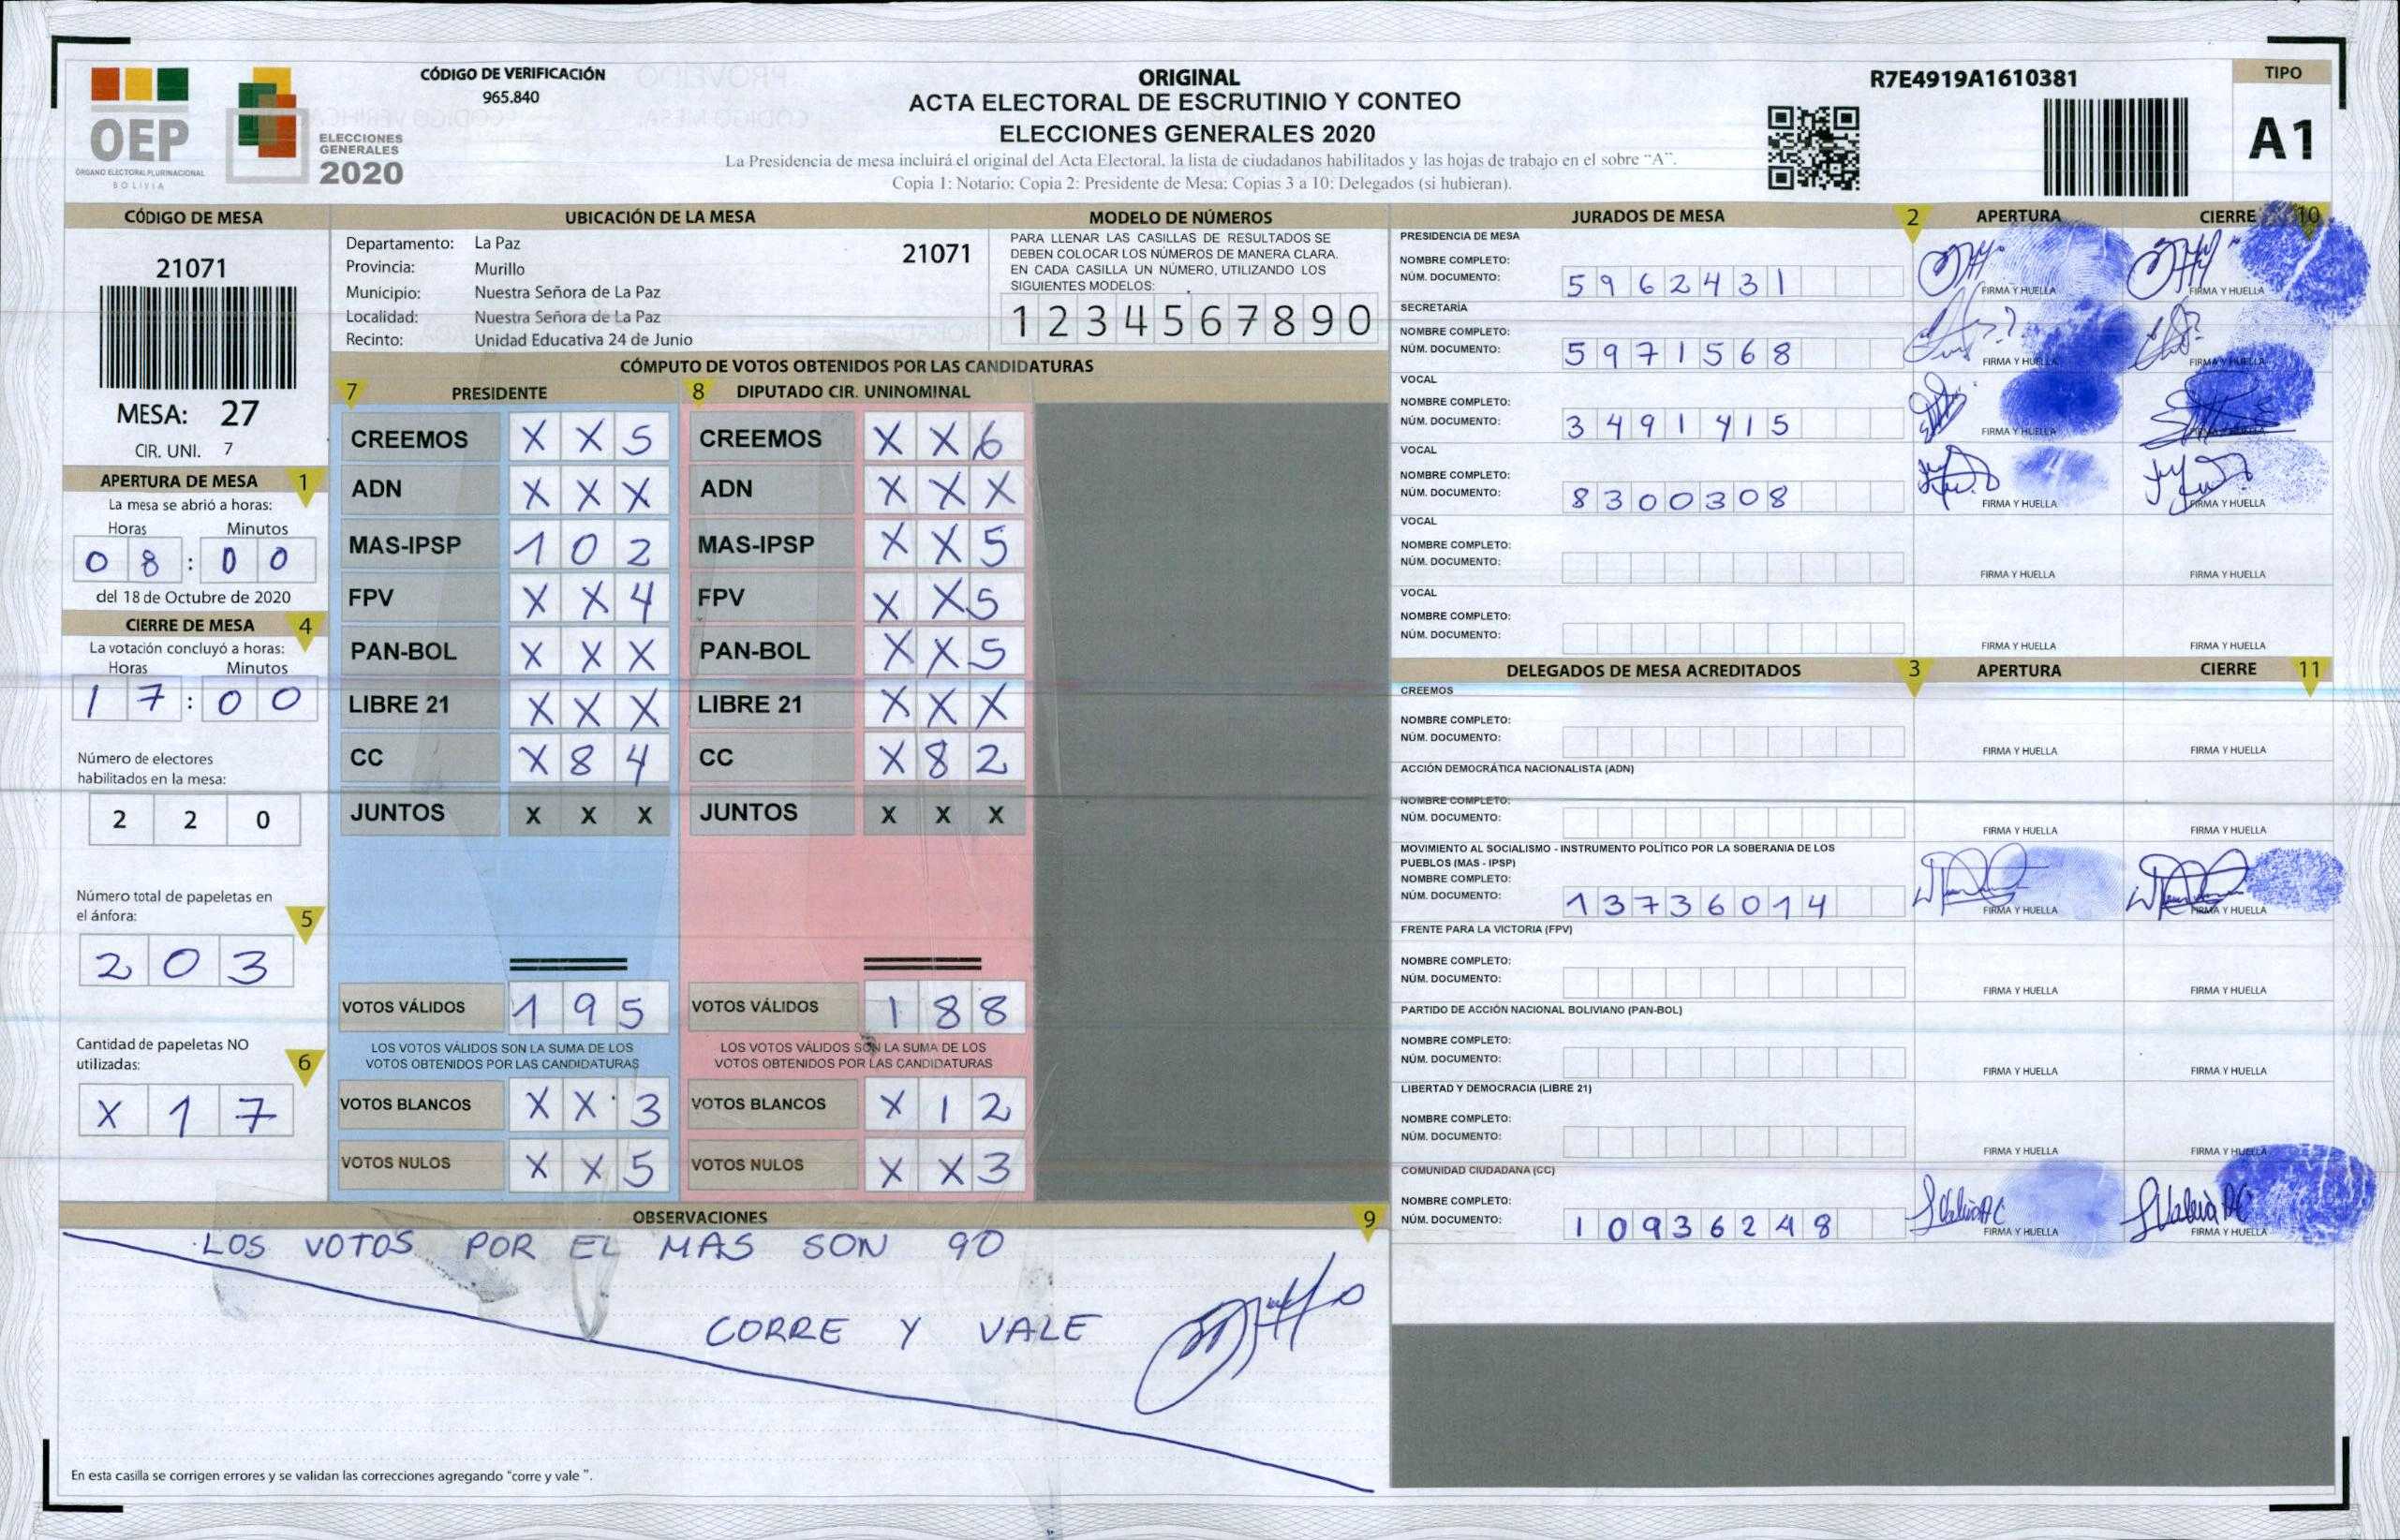 CÓDIGO DE VERIFICACIÓN
965.840
OEP
ÓRGANO ELECTORAL PLURINACIONAL
BOLIVIA
ELECCIONES
GENERALES
2020
ORIGINAL
ACTA ELECTORAL DE ESCRUTINIO Y CONTEO
ELECCIONES GENERALES 2020
La Presidencia de mesa incluirá el original del Acta Electoral, la lista de ciudadanos habilitados y las hojas de trabajo en el sobre “A”.
Copia 1: Notario; Copia 2: Presidente de Mesa; Copias 3 a 10: Delegados (si hubieran).
R7E4919A1610381
TIPO
A1
CÓDIGO DE MESA
21071
MESA: 27
CIR. UNI. 7
APERTURA DE MESA 1
La mesa se abrió a horas:
Horas Minutos
0 8 : 0 0
del 18 de Octubre de 2020
CIERRE DE MESA 4
La votación concluyó a horas:
Horas Minutos
1 7 : 0 0
Número de electores
habilitados en la mesa:
2 2 0
Número total de papeletas en
el ánfora: 5
2 0 3
Cantidad de papeletas NO
utilizadas: 6
X 1 7
UBICACIÓN DE LA MESA
Departamento: La Paz 21071
Provincia: Murillo
Municipio: Nuestra Señora de La Paz
Localidad: Nuestra Señora de La Paz
Recinto: Unidad Educativa 24 de Junio
MODELO DE NÚMEROS
PARA LLENAR LAS CASILLAS DE RESULTADOS SE
DEBEN COLOCAR LOS NÚMEROS DE MANERA CLARA.
EN CADA CASILLA UN NÚMERO, UTILIZANDO LOS
SIGUIENTES MODELOS:
1 2 3 4 5 6 7 8 9 0
CÓMPUTO DE VOTOS OBTENIDOS POR LAS CANDIDATURAS
7 PRESIDENTE 8 DIPUTADO CIR. UNINOMINAL
CREEMOS X X 5 CREEMOS X X 6
ADN X X X ADN X X X
MAS-IPSP 1 0 2 MAS-IPSP X X 5
FPV X X 4 FPV X X 5
PAN-BOL X X X PAN-BOL X X 5
LIBRE 21 X X X LIBRE 21 X X X
CC X 8 4 CC X 8 2
JUNTOS X X X JUNTOS X X X
VOTOS VÁLIDOS 1 9 5 VOTOS VÁLIDOS 1 8 8
LOS VOTOS VÁLIDOS SON LA SUMA DE LOS LOS VOTOS VÁLIDOS SON LA SUMA DE LOS
VOTOS OBTENIDOS POR LAS CANDIDATURAS VOTOS OBTENIDOS POR LAS CANDIDATURAS
VOTOS BLANCOS X X 3 VOTOS BLANCOS X 1 2
VOTOS NULOS X X 5 VOTOS NULOS X X 3
OBSERVACIONES 9
LOS VOTOS POR EL MAS SON 90
CORRE Y VALE
En esta casilla se corrigen errores y se validan las correcciones agregando “corre y vale ”.
JURADOS DE MESA 2 APERTURA CIERRE 10
PRESIDENCIA DE MESA
NOMBRE COMPLETO:
NÚM. DOCUMENTO: 5 9 6 2 4 3 1 FIRMA Y HUELLA FIRMA Y HUELLA
SECRETARÍA
NOMBRE COMPLETO:
NÚM. DOCUMENTO: 5 9 7 1 5 6 8 FIRMA Y HUELLA FIRMA Y HUELLA
VOCAL
NOMBRE COMPLETO:
NÚM. DOCUMENTO: 3 4 9 1 4 1 5 FIRMA Y HUELLA FIRMA Y HUELLA
VOCAL
NOMBRE COMPLETO:
NÚM. DOCUMENTO: 8 3 0 0 3 0 8 FIRMA Y HUELLA FIRMA Y HUELLA
VOCAL
NOMBRE COMPLETO:
NÚM. DOCUMENTO: FIRMA Y HUELLA FIRMA Y HUELLA
VOCAL
NOMBRE COMPLETO:
NÚM. DOCUMENTO: FIRMA Y HUELLA FIRMA Y HUELLA
DELEGADOS DE MESA ACREDITADOS 3 APERTURA CIERRE 11
CREEMOS
NOMBRE COMPLETO:
NÚM. DOCUMENTO: FIRMA Y HUELLA FIRMA Y HUELLA
ACCIÓN DEMOCRÁTICA NACIONALISTA (ADN)
NOMBRE COMPLETO:
NÚM. DOCUMENTO: FIRMA Y HUELLA FIRMA Y HUELLA
MOVIMIENTO AL SOCIALISMO - INSTRUMENTO POLÍTICO POR LA SOBERANIA DE LOS
PUEBLOS (MAS - IPSP)
NOMBRE COMPLETO:
NÚM. DOCUMENTO: 1 3 7 3 6 0 1 4 FIRMA Y HUELLA FIRMA Y HUELLA
FRENTE PARA LA VICTORIA (FPV)
NOMBRE COMPLETO:
NÚM. DOCUMENTO: FIRMA Y HUELLA FIRMA Y HUELLA
PARTIDO DE ACCIÓN NACIONAL BOLIVIANO (PAN-BOL)
NOMBRE COMPLETO:
NÚM. DOCUMENTO: FIRMA Y HUELLA FIRMA Y HUELLA
LIBERTAD Y DEMOCRACIA (LIBRE 21)
NOMBRE COMPLETO:
NÚM. DOCUMENTO: FIRMA Y HUELLA FIRMA Y HUELLA
COMUNIDAD CIUDADANA (CC)
NOMBRE COMPLETO:
NÚM. DOCUMENTO: 1 0 9 3 6 2 4 8 FIRMA Y HUELLA FIRMA Y HUELLA